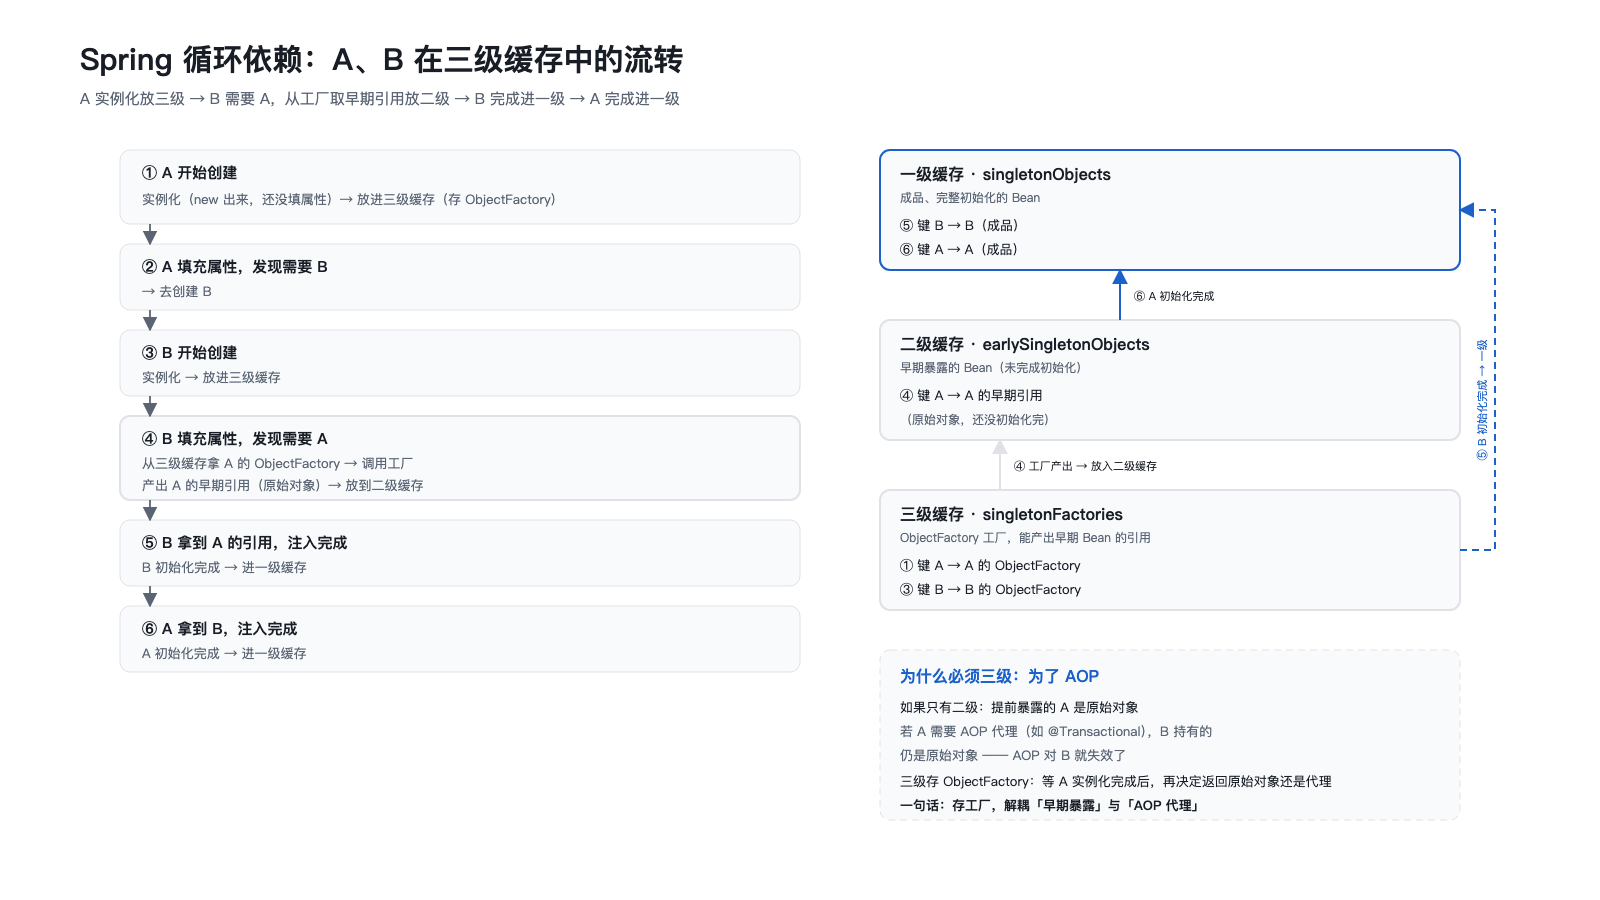 Spring 循环依赖：A、B 在三级缓存中的流转
A 实例化放三级 → B 需要 A，从工厂取早期引用放二级 → B 完成进一级 → A 完成进一级
① A 开始创建
实例化（new 出来，还没填属性）→ 放进三级缓存（存 ObjectFactory）
② A 填充属性，发现需要 B
→ 去创建 B
③ B 开始创建
实例化 → 放进三级缓存
④ B 填充属性，发现需要 A
从三级缓存拿 A 的 ObjectFactory → 调用工厂
产出 A 的早期引用（原始对象）→ 放到二级缓存
⑤ B 拿到 A 的引用，注入完成
B 初始化完成 → 进一级缓存
⑥ A 拿到 B，注入完成
A 初始化完成 → 进一级缓存
一级缓存 · singletonObjects
成品、完整初始化的 Bean
⑤ 键 B → B（成品）
⑥ 键 A → A（成品）
⑥ A 初始化完成
二级缓存 · earlySingletonObjects
早期暴露的 Bean（未完成初始化）
④ 键 A → A 的早期引用
（原始对象，还没初始化完）
④ 工厂产出 → 放入二级缓存
三级缓存 · singletonFactories
ObjectFactory 工厂，能产出早期 Bean 的引用
① 键 A → A 的 ObjectFactory
③ 键 B → B 的 ObjectFactory
⑤ B 初始化完成 → 一级
为什么必须三级：为了 AOP
如果只有二级：提前暴露的 A 是原始对象
若 A 需要 AOP 代理（如 @Transactional），B 持有的
仍是原始对象 —— AOP 对 B 就失效了
三级存 ObjectFactory：等 A 实例化完成后，再决定返回原始对象还是代理
一句话：存工厂，解耦「早期暴露」与「AOP 代理」